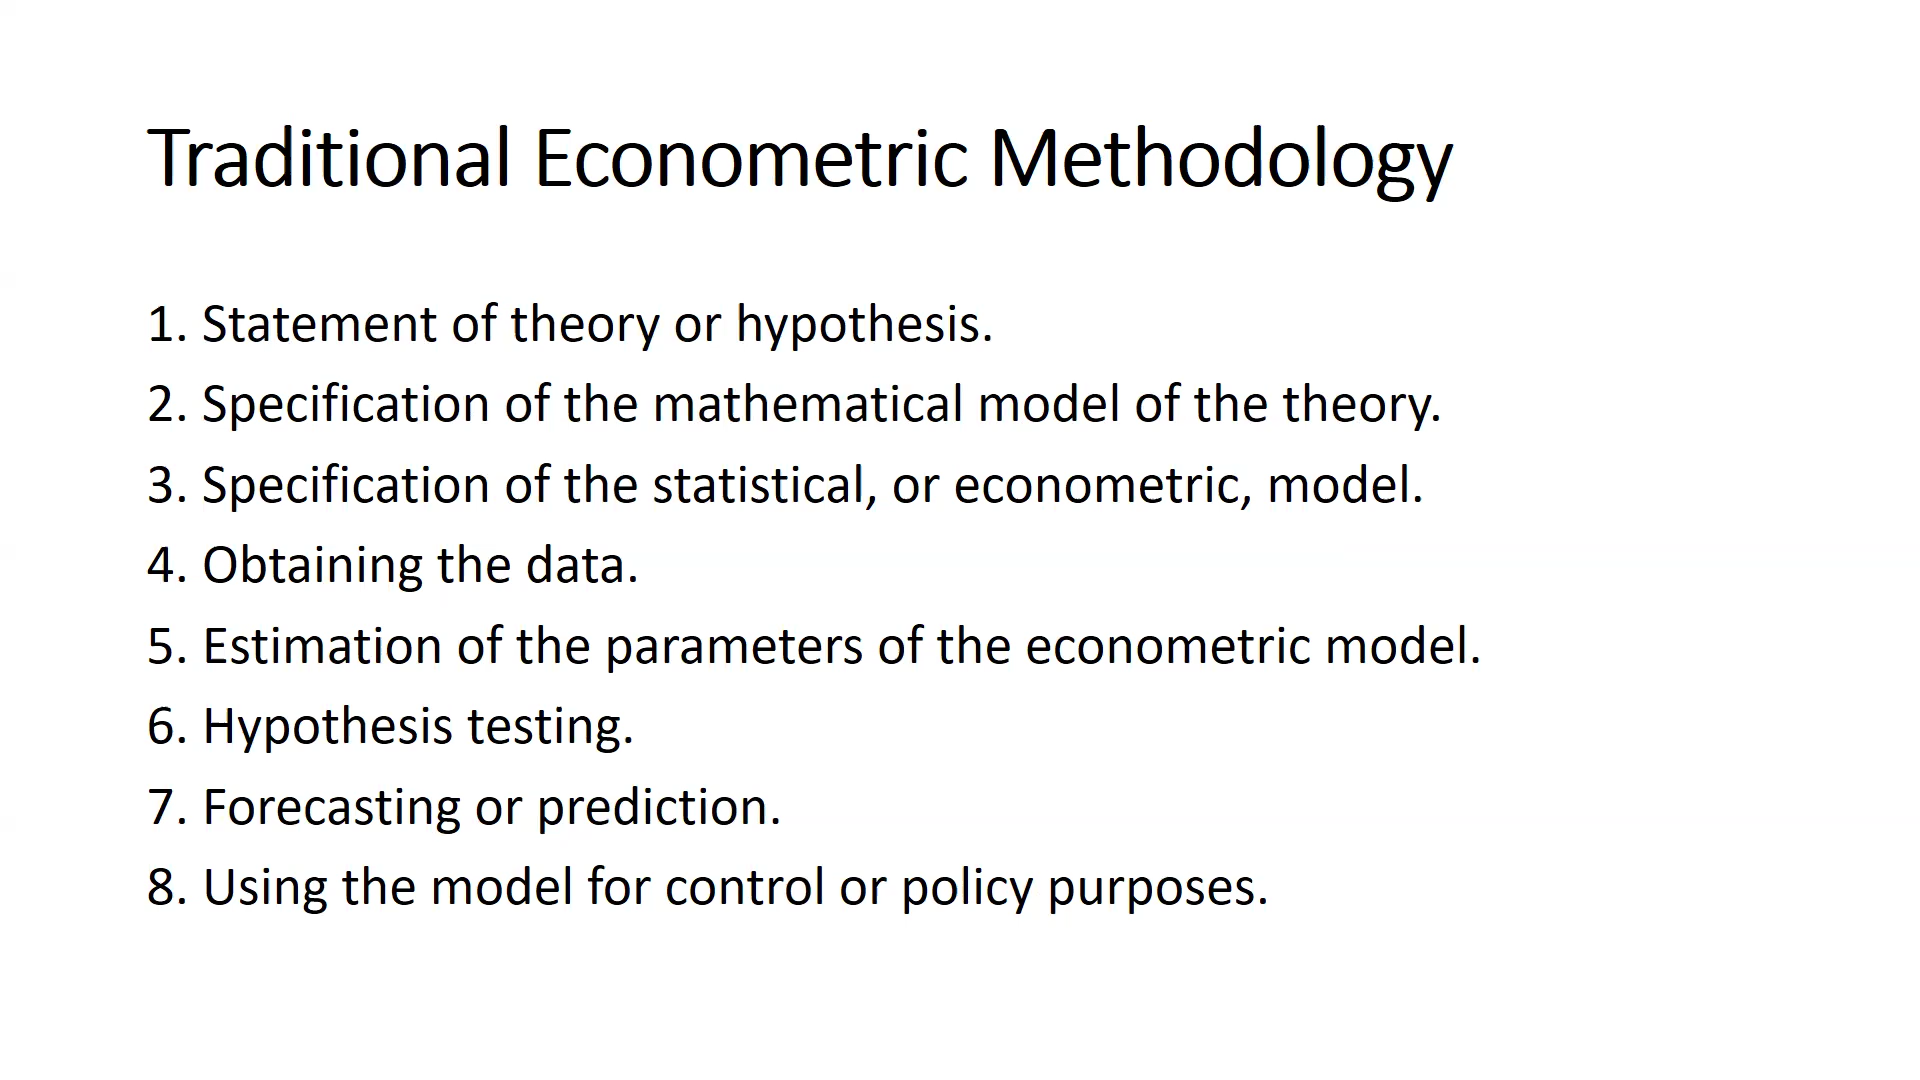 Traditional Econometric Methodology
1. Statement of theory or hypothesis.
2. Specification of the mathematical model of the theory.
3. Specification of the statistical, or econometric, model.
4. Obtaining the data.
5. Estimation of the parameters of the econometric model.
6. Hypothesis testing.
7. Forecasting or prediction.
8. Using the model for control or policy purposes.